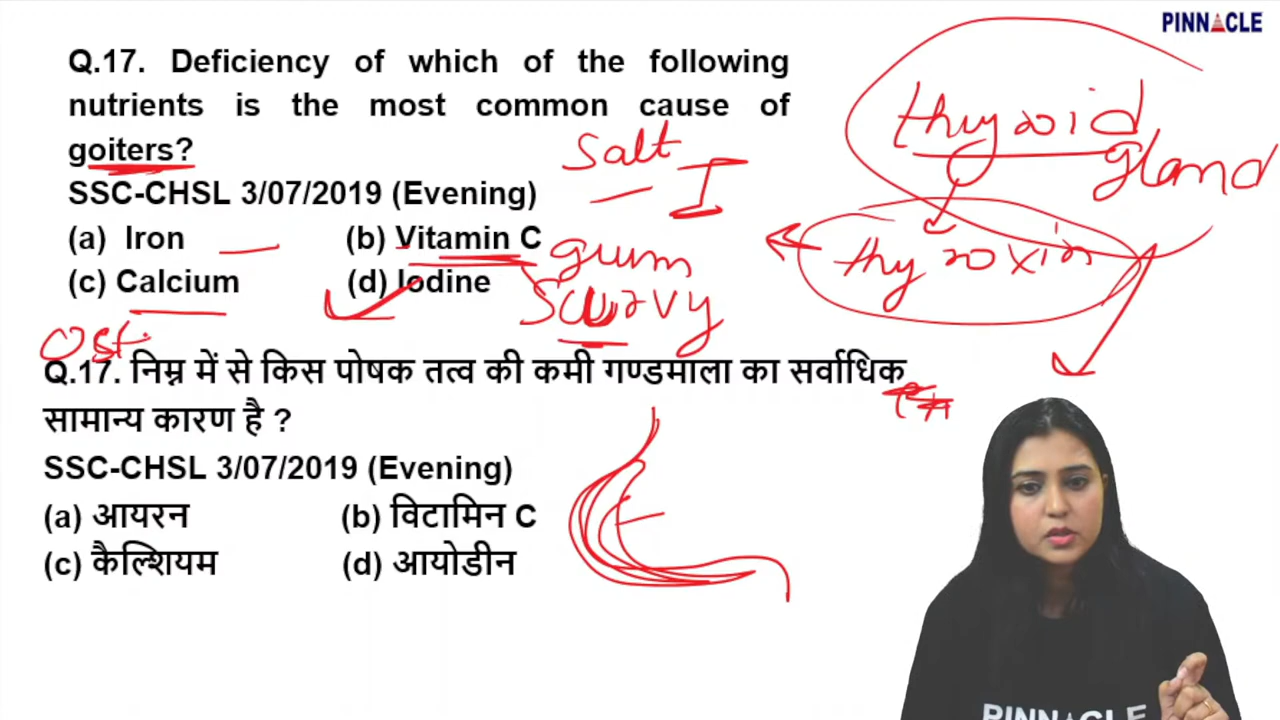 PINNACLE
Q.17. Deficiency of which of the following
nutrients is the most common cause of
goiters?
SSC-CHSL 3/07/2019 (Evening)
(a) Iron (b) Vitamin C
(c) Calcium (d) Iodine
Salt
I
gum
Scurvy
thyroid
gland
thyroxin
Ost.
Q.17. निम्न में से किस पोषक तत्व की कमी गण्डमाला का सर्वाधिक
सामान्य कारण है ?
SSC-CHSL 3/07/2019 (Evening)
(a) आयरन (b) विटामिन C
(c) कैल्शियम (d) आयोडीन
PINNACLE